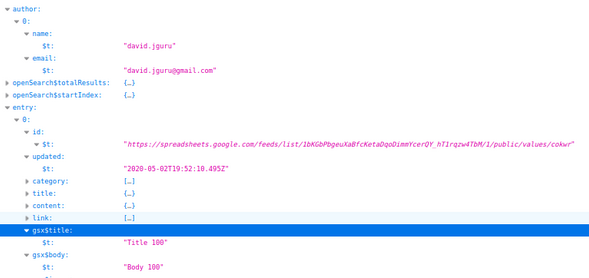 author:
0:
name:
$t: "david.jguru"
email:
$t: "david.jguru@gmail.com"
openSearch$totalResults: {…}
openSearch$startIndex: {…}
entry:
0:
id:
$t: "https://spreadsheets.google.com/feeds/list/1bKGbPbgeuXaBfcKetaDqoDimmYcerQY_hT1rqzw4TbM/1/public/values/cokwr"
updated:
$t: "2020-05-02T19:52:10.495Z"
category: […]
title: {…}
content: {…}
link: […]
gsx$title:
$t: "Title 100"
gsx$body:
$t: "Body 100"